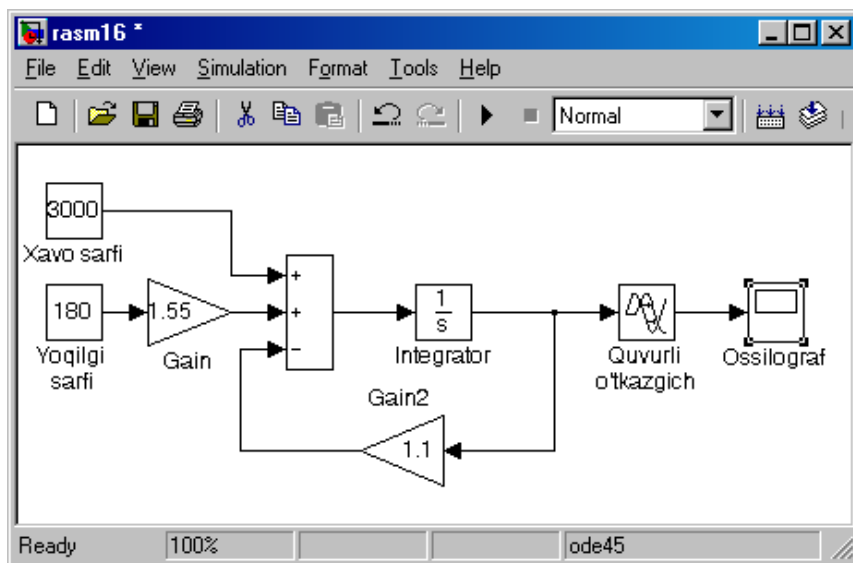 rasm16 *
File Edit View Simulation Format Tools Help
Normal
3000
Xavo sarfi
+
180
1.55
+
1
s
Yoqilgi
sarfi
Gain
−
Integrator
Quvurli
o'tkazgich
Ossilograf
Gain2
1.1
Ready 100% ode45